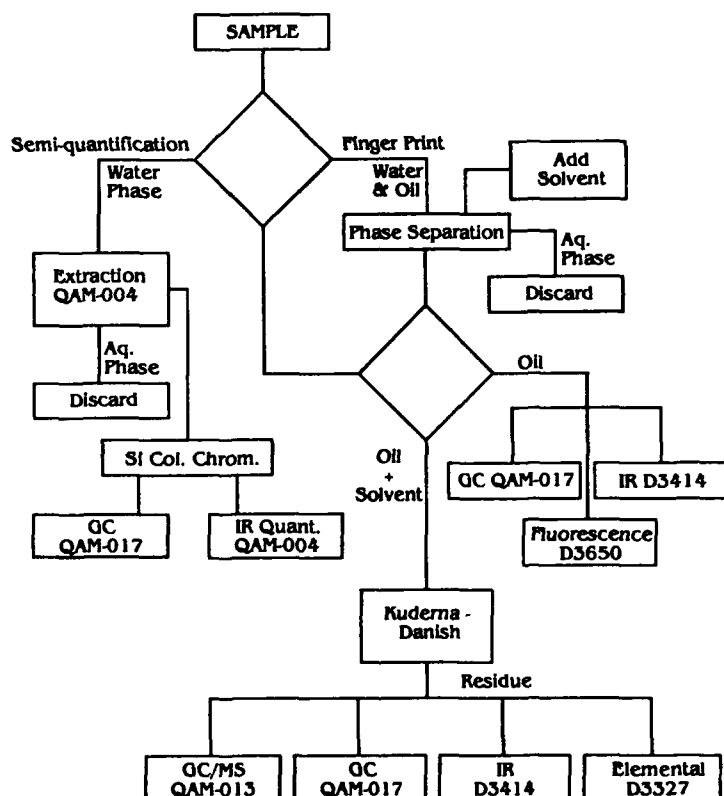 SAMPLE
Semi-quantification
Finger Print
Water
Phase
Water
& Oil
Add
Solvent
Phase Separation
Aq.
Phase
Discard
Extraction
QAM-004
Aq.
Phase
Discard
Oil
Si Col. Chrom.
GC
QAM-017
IR Quant.
QAM-004
Oil
+
Solvent
GC QAM-017
IR D3414
Fluorescence
D3650
Kuderna -
Danish
Residue
GC/MS
QAM-013
GC
QAM-017
IR
D3414
Elemental
D3327